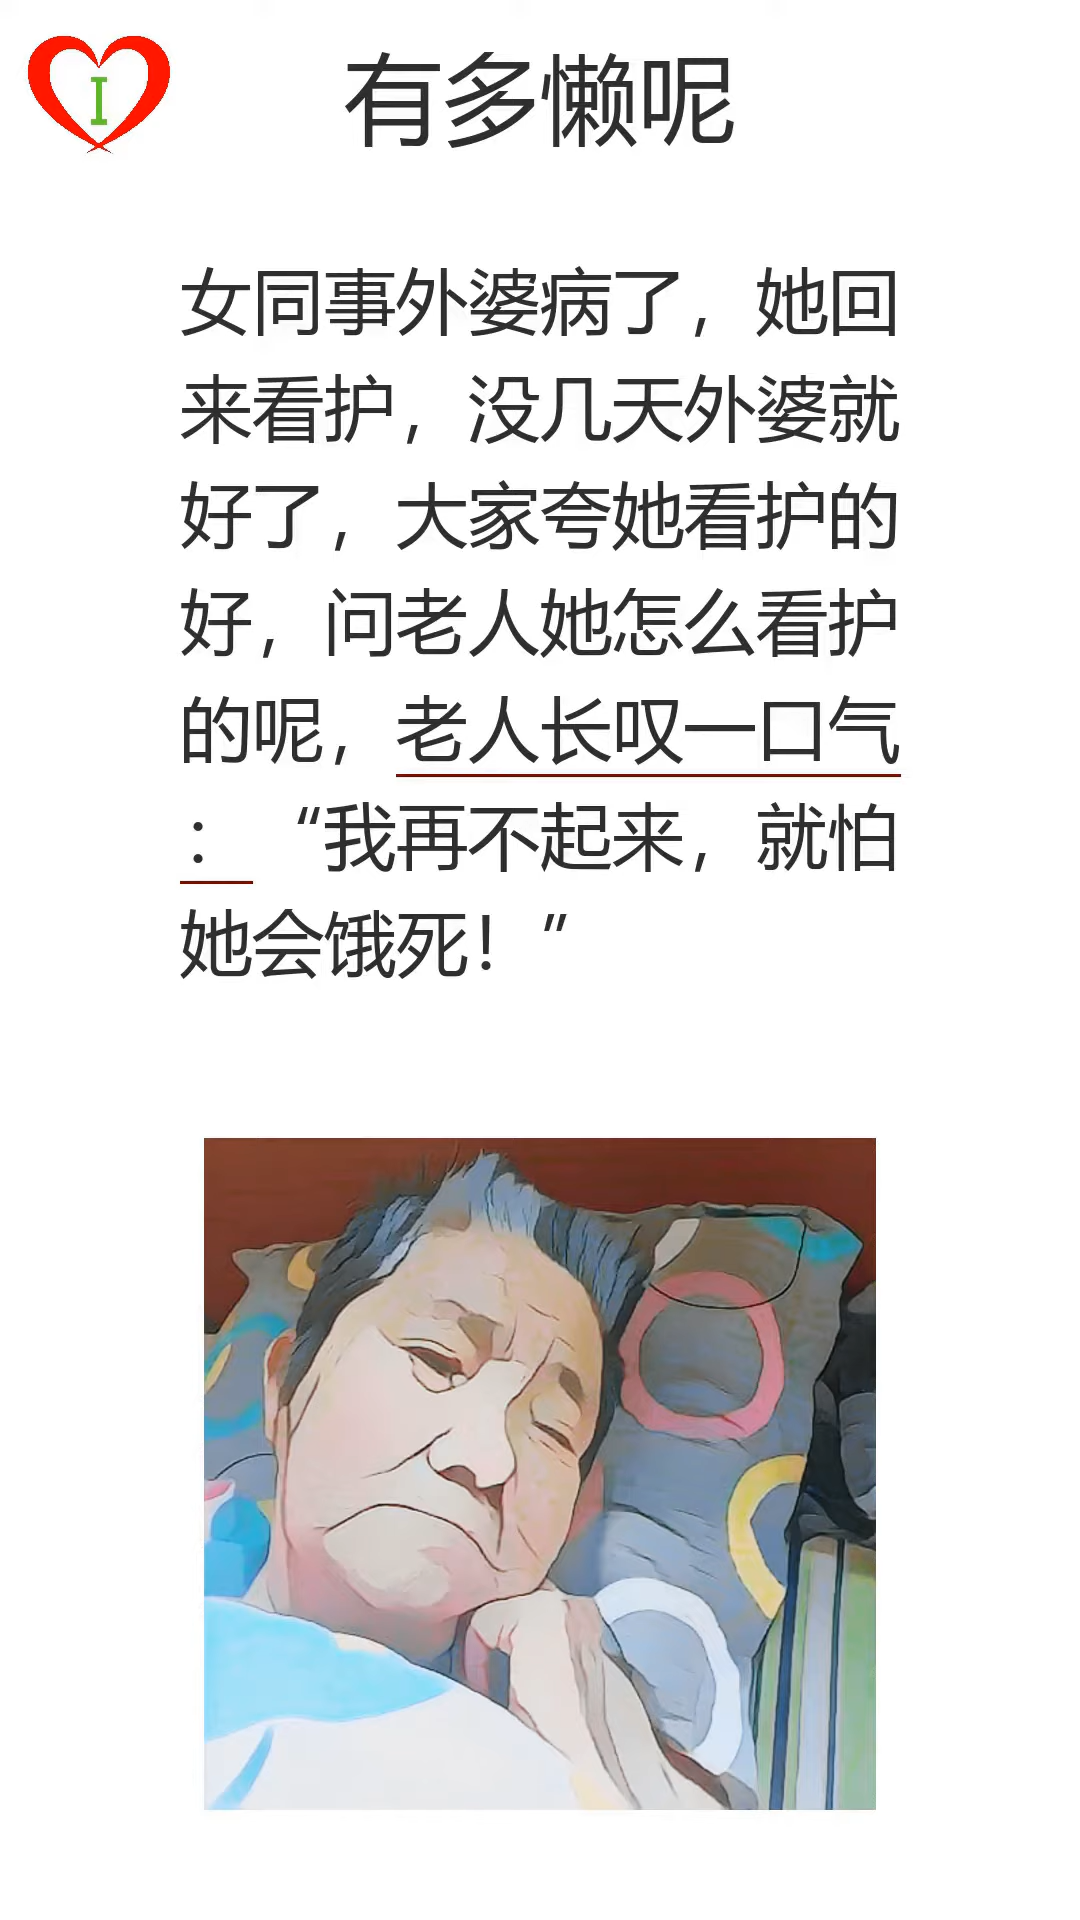 I
有多懒呢
女同事外婆病了，她回
来看护，没几天外婆就
好了，大家夸她看护的
好，问老人她怎么看护
的呢，老人长叹一口气
：“我再不起来，就怕
她会饿死！”